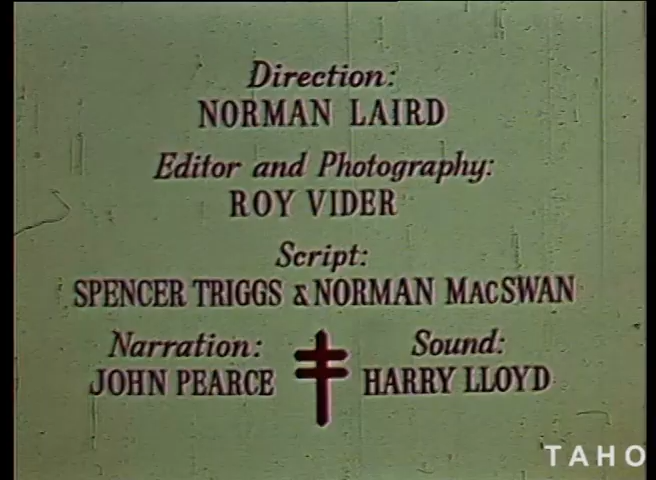 Direction:
NORMAN LAIRD
Editor and Photography:
ROY VIDER
Script:
SPENCER TRIGGS & NORMAN MACSWAN
Narration:
JOHN PEARCE
Sound:
HARRY LLOYD
TAHO